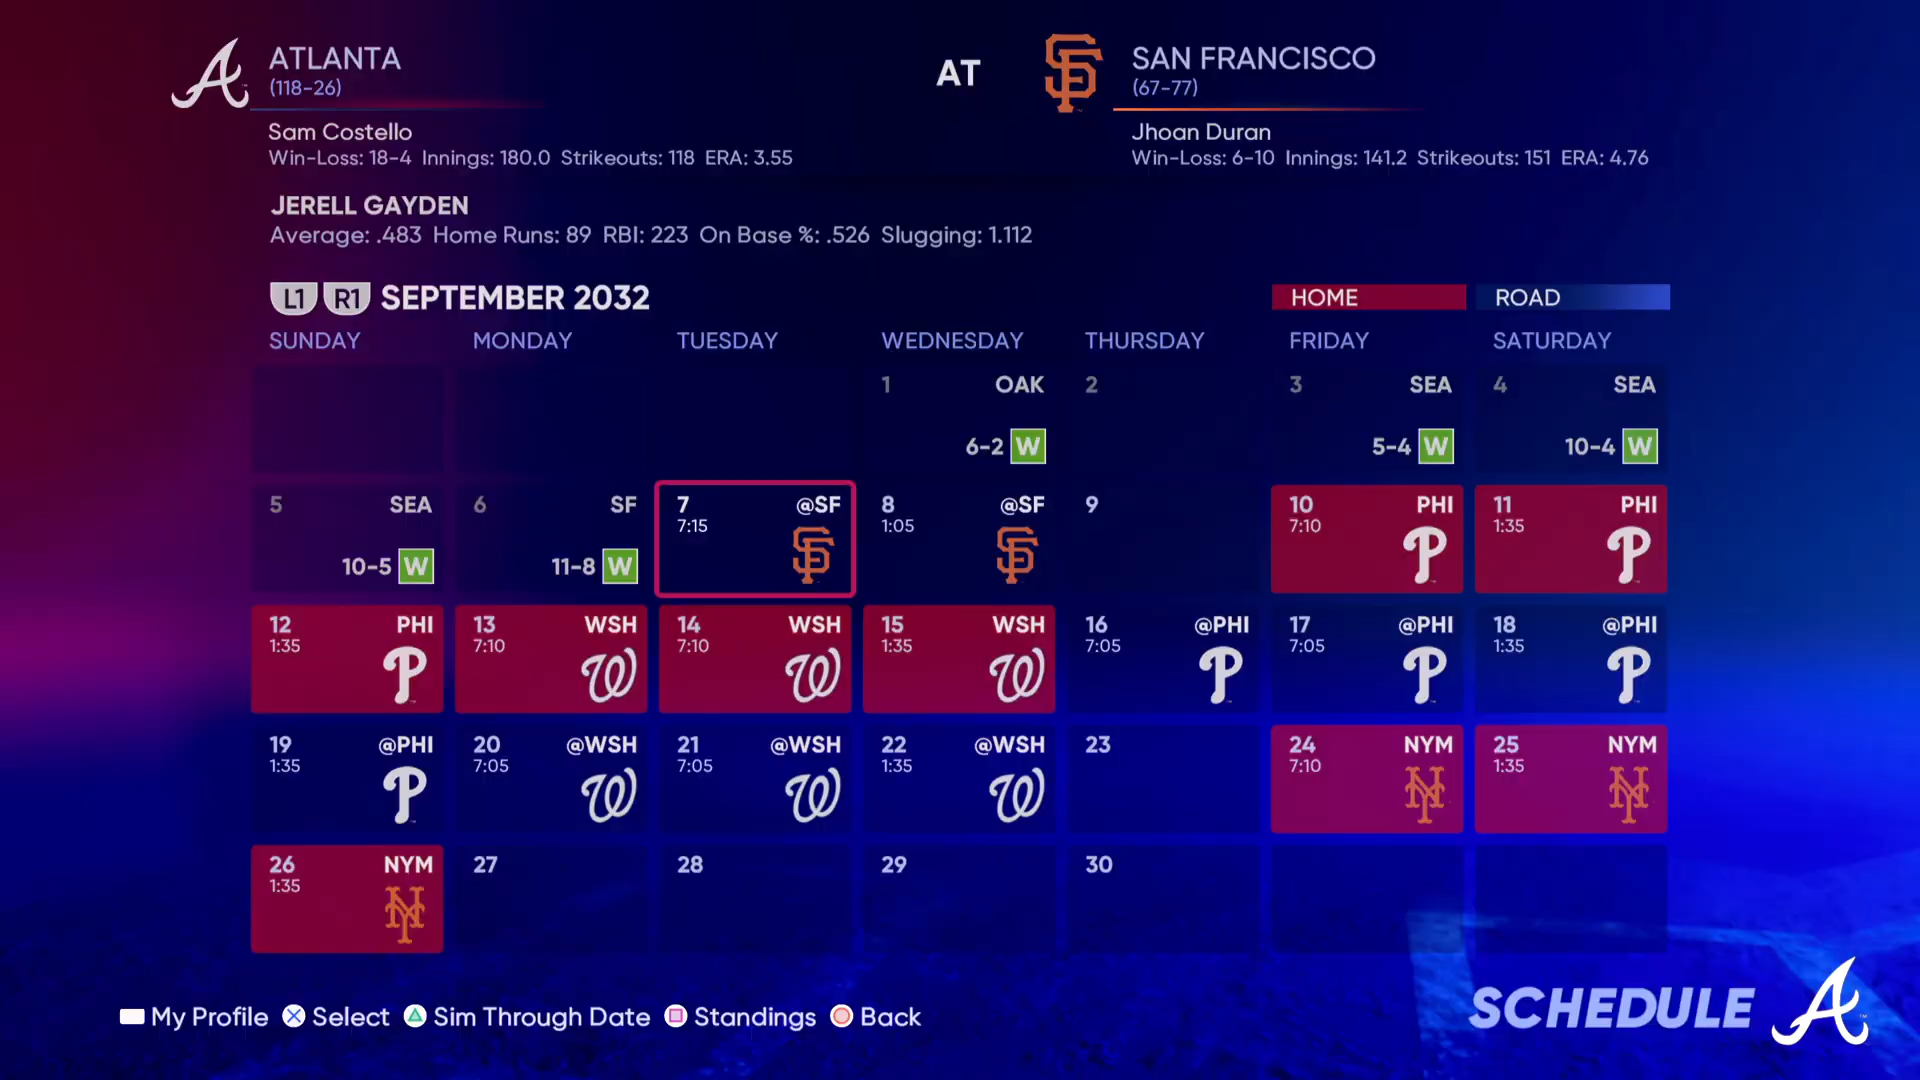 ATLANTA
(118-26)
AT
SAN FRANCISCO
(67-77)
Sam Costello
Win-Loss: 18-4 Innings: 180.0 Strikeouts: 118 ERA: 3.55
Jhoan Duran
Win-Loss: 6-10 Innings: 141.2 Strikeouts: 151 ERA: 4.76
JERELL GAYDEN
Average: .483 Home Runs: 89 RBI: 223 On Base %: .526 Slugging: 1.112
L1 R1 SEPTEMBER 2032
HOME ROAD
SUNDAY MONDAY TUESDAY WEDNESDAY THURSDAY FRIDAY SATURDAY
1 OAK 2 3 SEA 4 SEA
6-2 W 5-4 W 10-4 W
5 SEA 6 SF 7 @SF 8 @SF 9 10 PHI 11 PHI
7:15 1:05 7:10 1:35
10-5 W 11-8 W
12 PHI 13 WSH 14 WSH 15 WSH 16 @PHI 17 @PHI 18 @PHI
1:35 7:10 7:10 1:35 7:05 7:05 1:35
19 @PHI 20 @WSH 21 @WSH 22 @WSH 23 24 NYM 25 NYM
1:35 7:05 7:05 1:35 7:10 1:35
26 NYM 27 28 29 30
1:35
My Profile Select Sim Through Date Standings Back
SCHEDULE